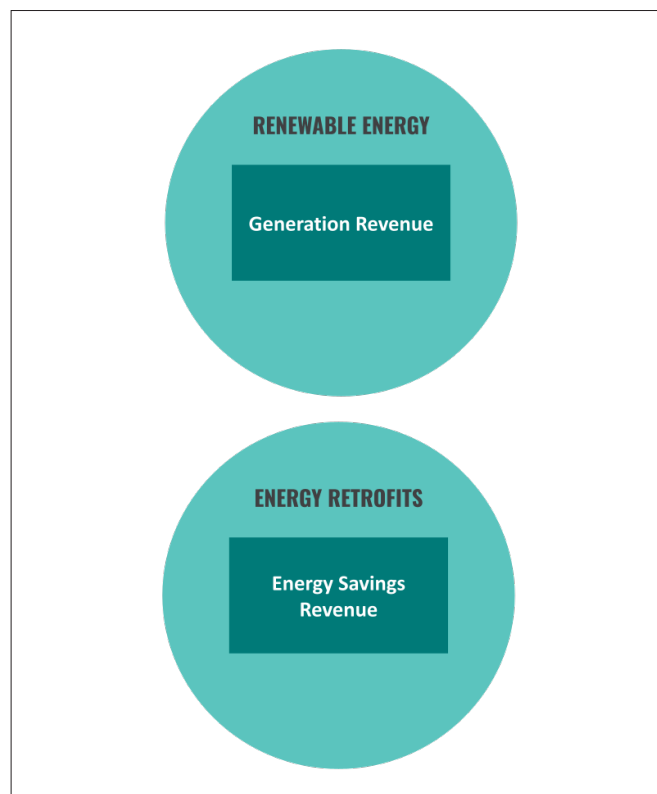 RENEWABLE ENERGY
Generation Revenue
ENERGY RETROFITS
Energy Savings
Revenue